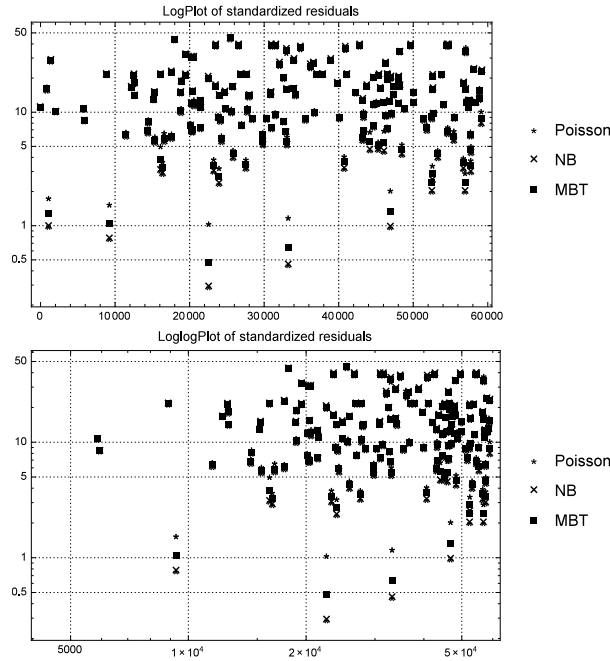 LogPlot of standardized residuals
50
10
5
1
0.5
0 10000 20000 30000 40000 50000 60000
* Poisson
× NB
■ MBT
LoglogPlot of standardized residuals
50
10
5
1
0.5
5000 1×10⁴ 2×10⁴ 5×10⁴
* Poisson
× NB
■ MBT